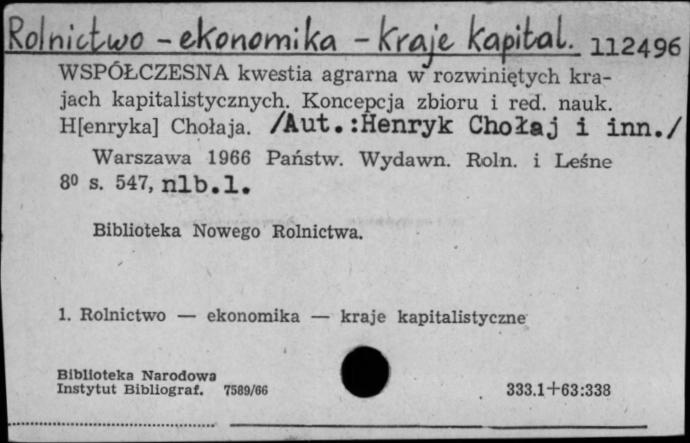 Rolnictwo - ekonomika - kraje kapital. 112496
WSPÓŁCZESNA kwestia agrarna w rozwiniętych kra-
jach kapitalistycznych. Koncepcja zbioru i red. nauk.
H[enryka] Chołaja. /Aut.:Henryk Chołaj i inn./
Warszawa 1966 Państw. Wydawn. Roln. i Leśne
8⁰ s. 547, nlb.1.
Biblioteka Nowego Rolnictwa.
1. Rolnictwo — ekonomika — kraje kapitalistyczne
Biblioteka Narodowa
Instytut Bibliograf. 7589/66 333.1+63:338